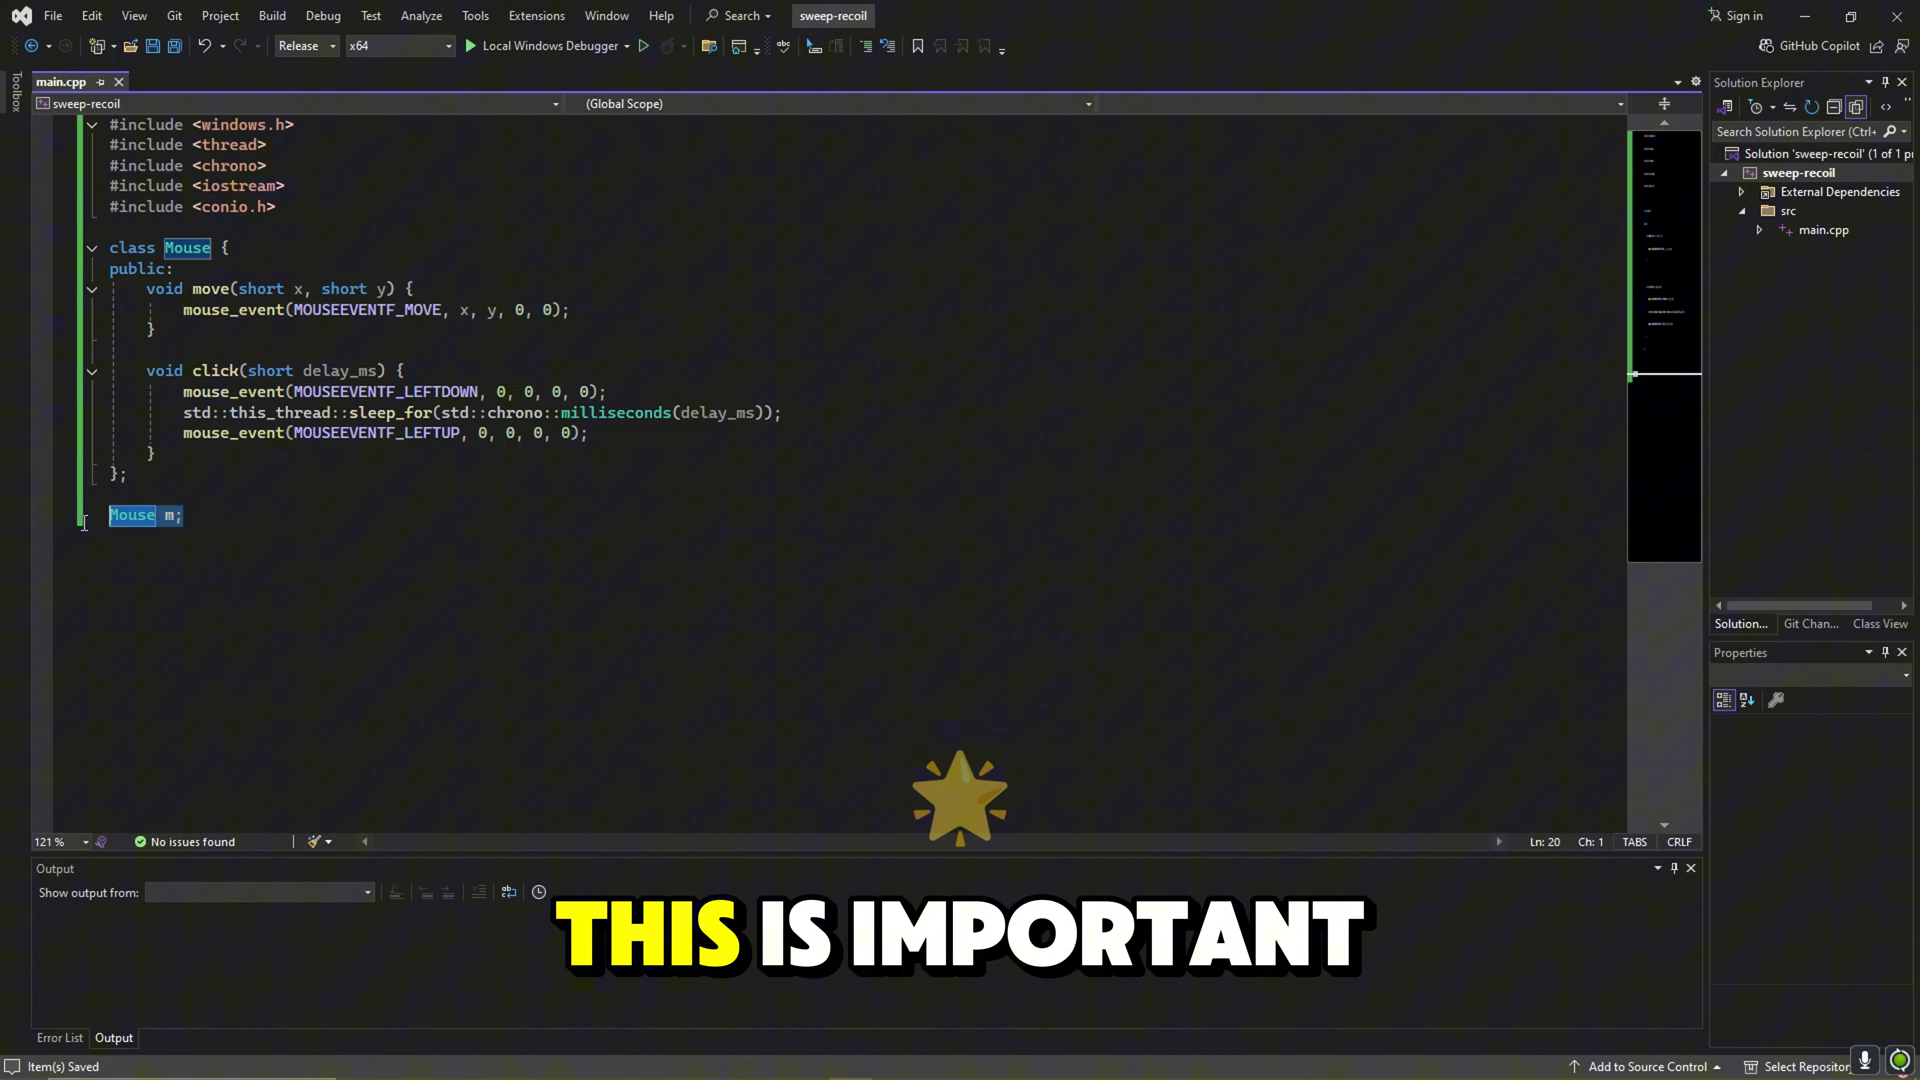 File Edit View Git Project Build Debug Test Analyze Tools Extensions Window Help Search sweep-recoil Sign in
Release x64 Local Windows Debugger GitHub Copilot
Toolbox
main.cpp
sweep-recoil (Global Scope)
#include <windows.h>
#include <thread>
#include <chrono>
#include <iostream>
#include <conio.h>
class Mouse {
public:
void move(short x, short y) {
mouse_event(MOUSEEVENTF_MOVE, x, y, 0, 0);
}
void click(short delay_ms) {
mouse_event(MOUSEEVENTF_LEFTDOWN, 0, 0, 0, 0);
std::this_thread::sleep_for(std::chrono::milliseconds(delay_ms));
mouse_event(MOUSEEVENTF_LEFTUP, 0, 0, 0, 0);
}
};
Mouse m;
121 % No issues found Ln: 20 Ch: 1 TABS CRLF
Solution Explorer
Search Solution Explorer (Ctrl+
Solution 'sweep-recoil' (1 of 1 pr
sweep-recoil
External Dependencies
src
main.cpp
Solution... Git Chan... Class View
Properties
Output
Show output from:
THIS IS IMPORTANT
Error List Output
Item(s) Saved Add to Source Control Select Repository